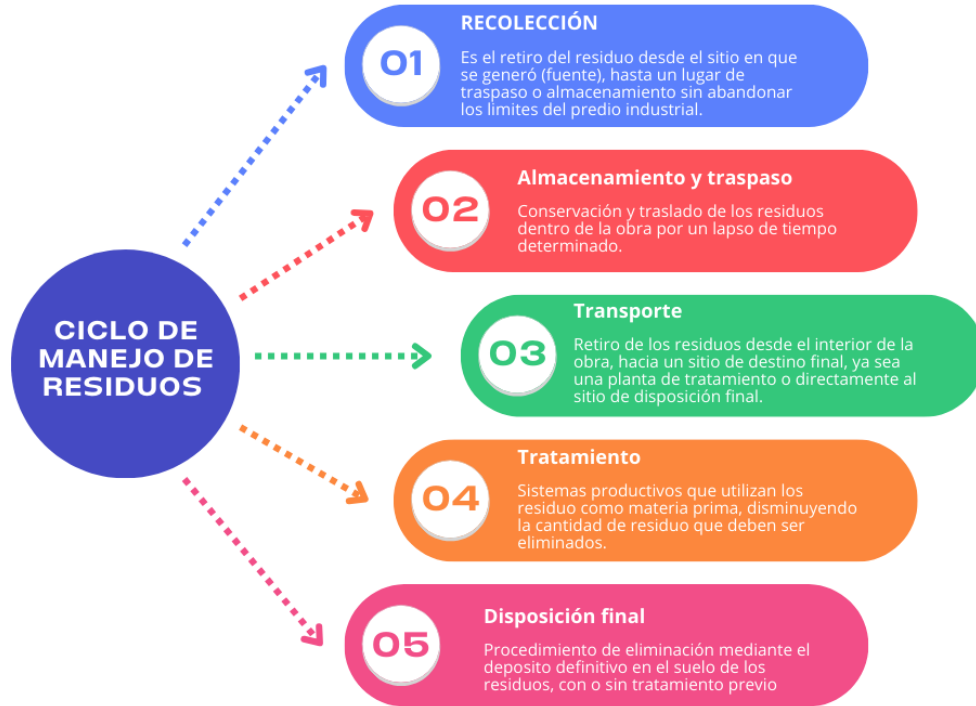 CICLO DE
MANEJO DE
RESIDUOS
01
RECOLECCIÓN
Es el retiro del residuo desde el sitio en que
se generó (fuente), hasta un lugar de
traspaso o almacenamiento sin abandonar
los limites del predio industrial.
02
Almacenamiento y traspaso
Conservación y traslado de los residuos
dentro de la obra por un lapso de tiempo
determinado.
03
Transporte
Retiro de los residuos desde el interior de la
obra, hacia un sitio de destino final, ya sea
una planta de tratamiento o directamente al
sitio de disposición final.
04
Tratamiento
Sistemas productivos que utilizan los
residuo como materia prima, disminuyendo
la cantidad de residuo que deben ser
eliminados.
05
Disposición final
Procedimiento de eliminación mediante el
deposito definitivo en el suelo de los
residuos, con o sin tratamiento previo